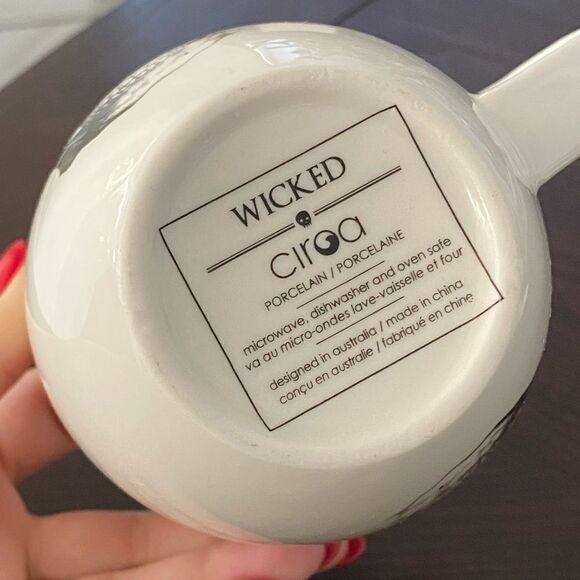 WICKED
ciroa
PORCELAIN / PORCELAINE
microwave, dishwasher and oven safe
va au micro-ondes lave-vaisselle et four
designed in australia / made in china
conçu en australie / fabriqué en chine